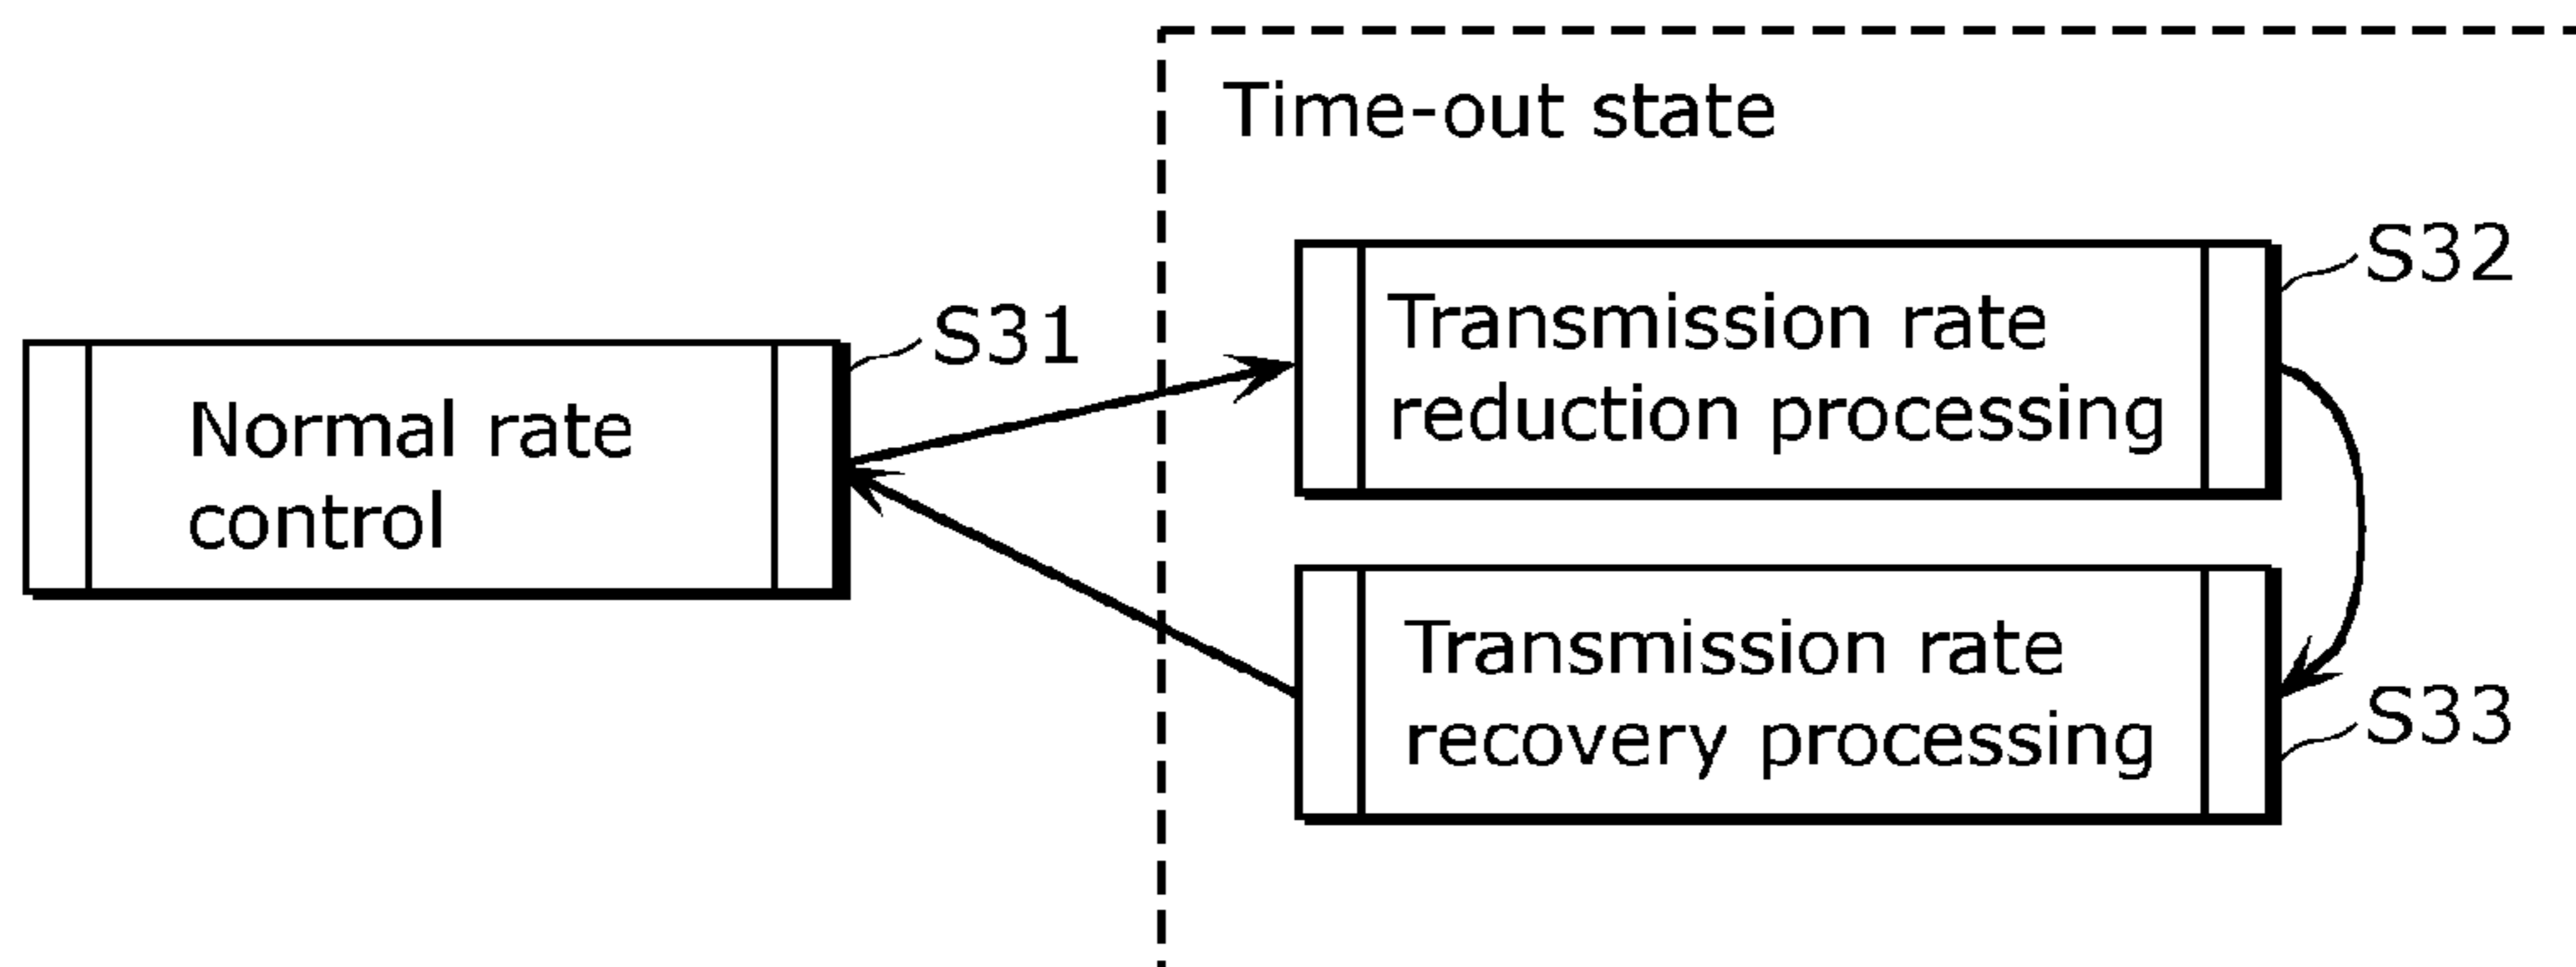 Time-out state
S32
Transmission rate
reduction processing
S31
Normal rate
control
Transmission rate
recovery processing
S33